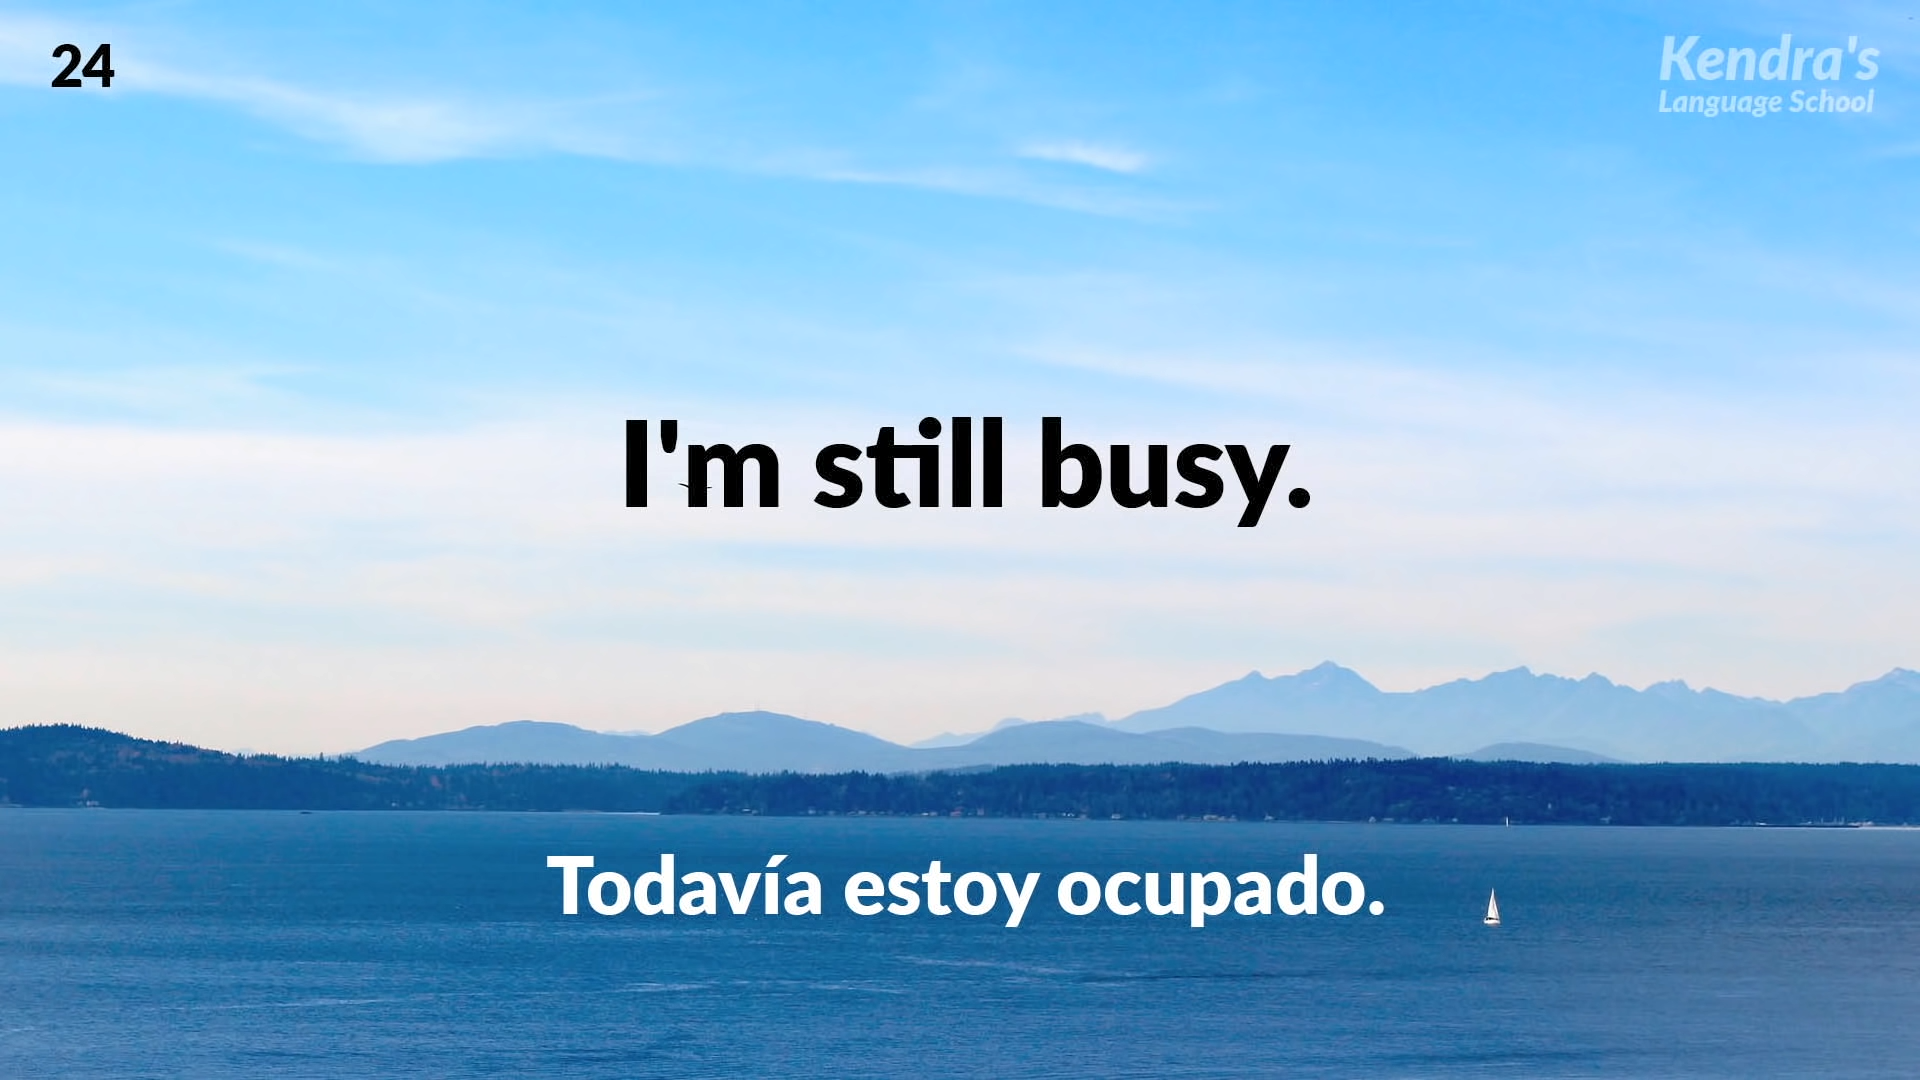 24
Kendra's
Language School
I'm still busy.
Todavía estoy ocupado.